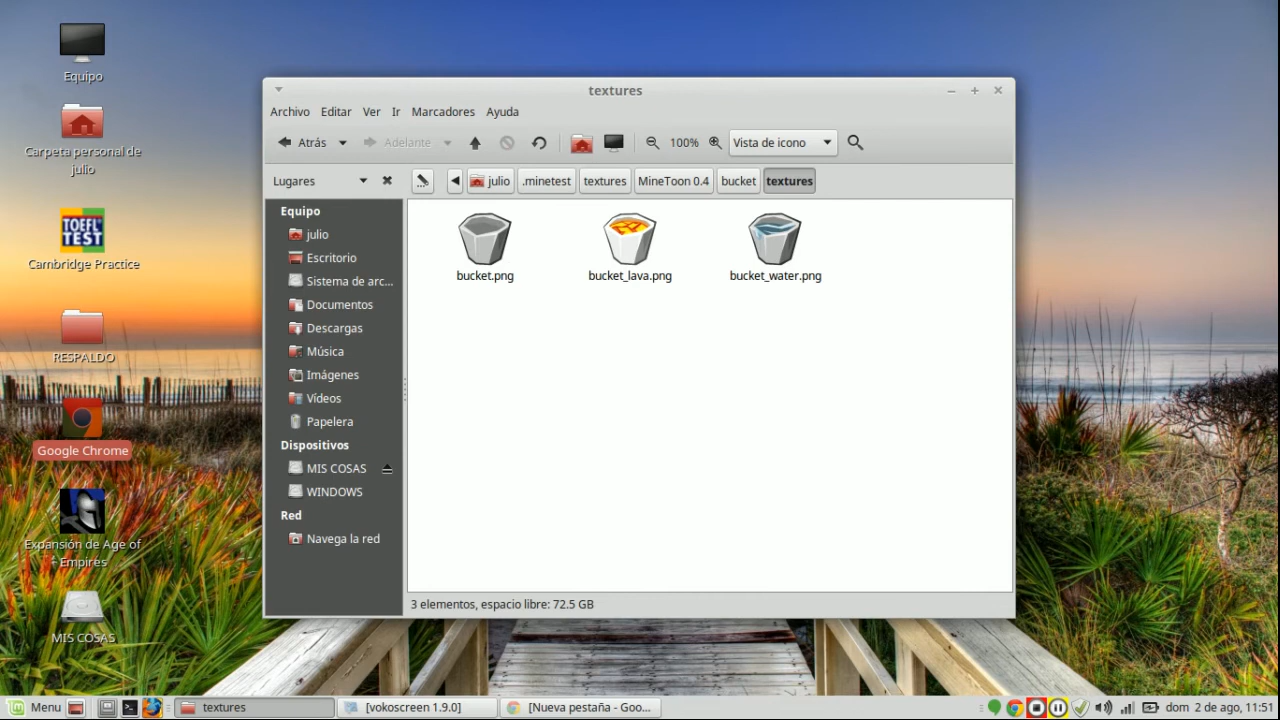 Equipo
Carpeta personal de
julio
TOEFL
TEST
Cambridge Practice
RESPALDO
Google Chrome
Expansión de Age of
Empires
MIS COSAS
textures
Archivo Editar Ver Ir Marcadores Ayuda
Atrás Adelante 100% Vista de icono
Lugares julio .minetest textures MineToon 0.4 bucket textures
Equipo
julio
Escritorio
Sistema de arc...
Documentos
Descargas
Música
Imágenes
Vídeos
Papelera
Dispositivos
MIS COSAS
WINDOWS
Red
Navega la red
bucket.png bucket_lava.png bucket_water.png
3 elementos, espacio libre: 72.5 GB
Menu textures [vokoscreen 1.9.0] [Nueva pestaña - Goo... dom 2 de ago, 11:51